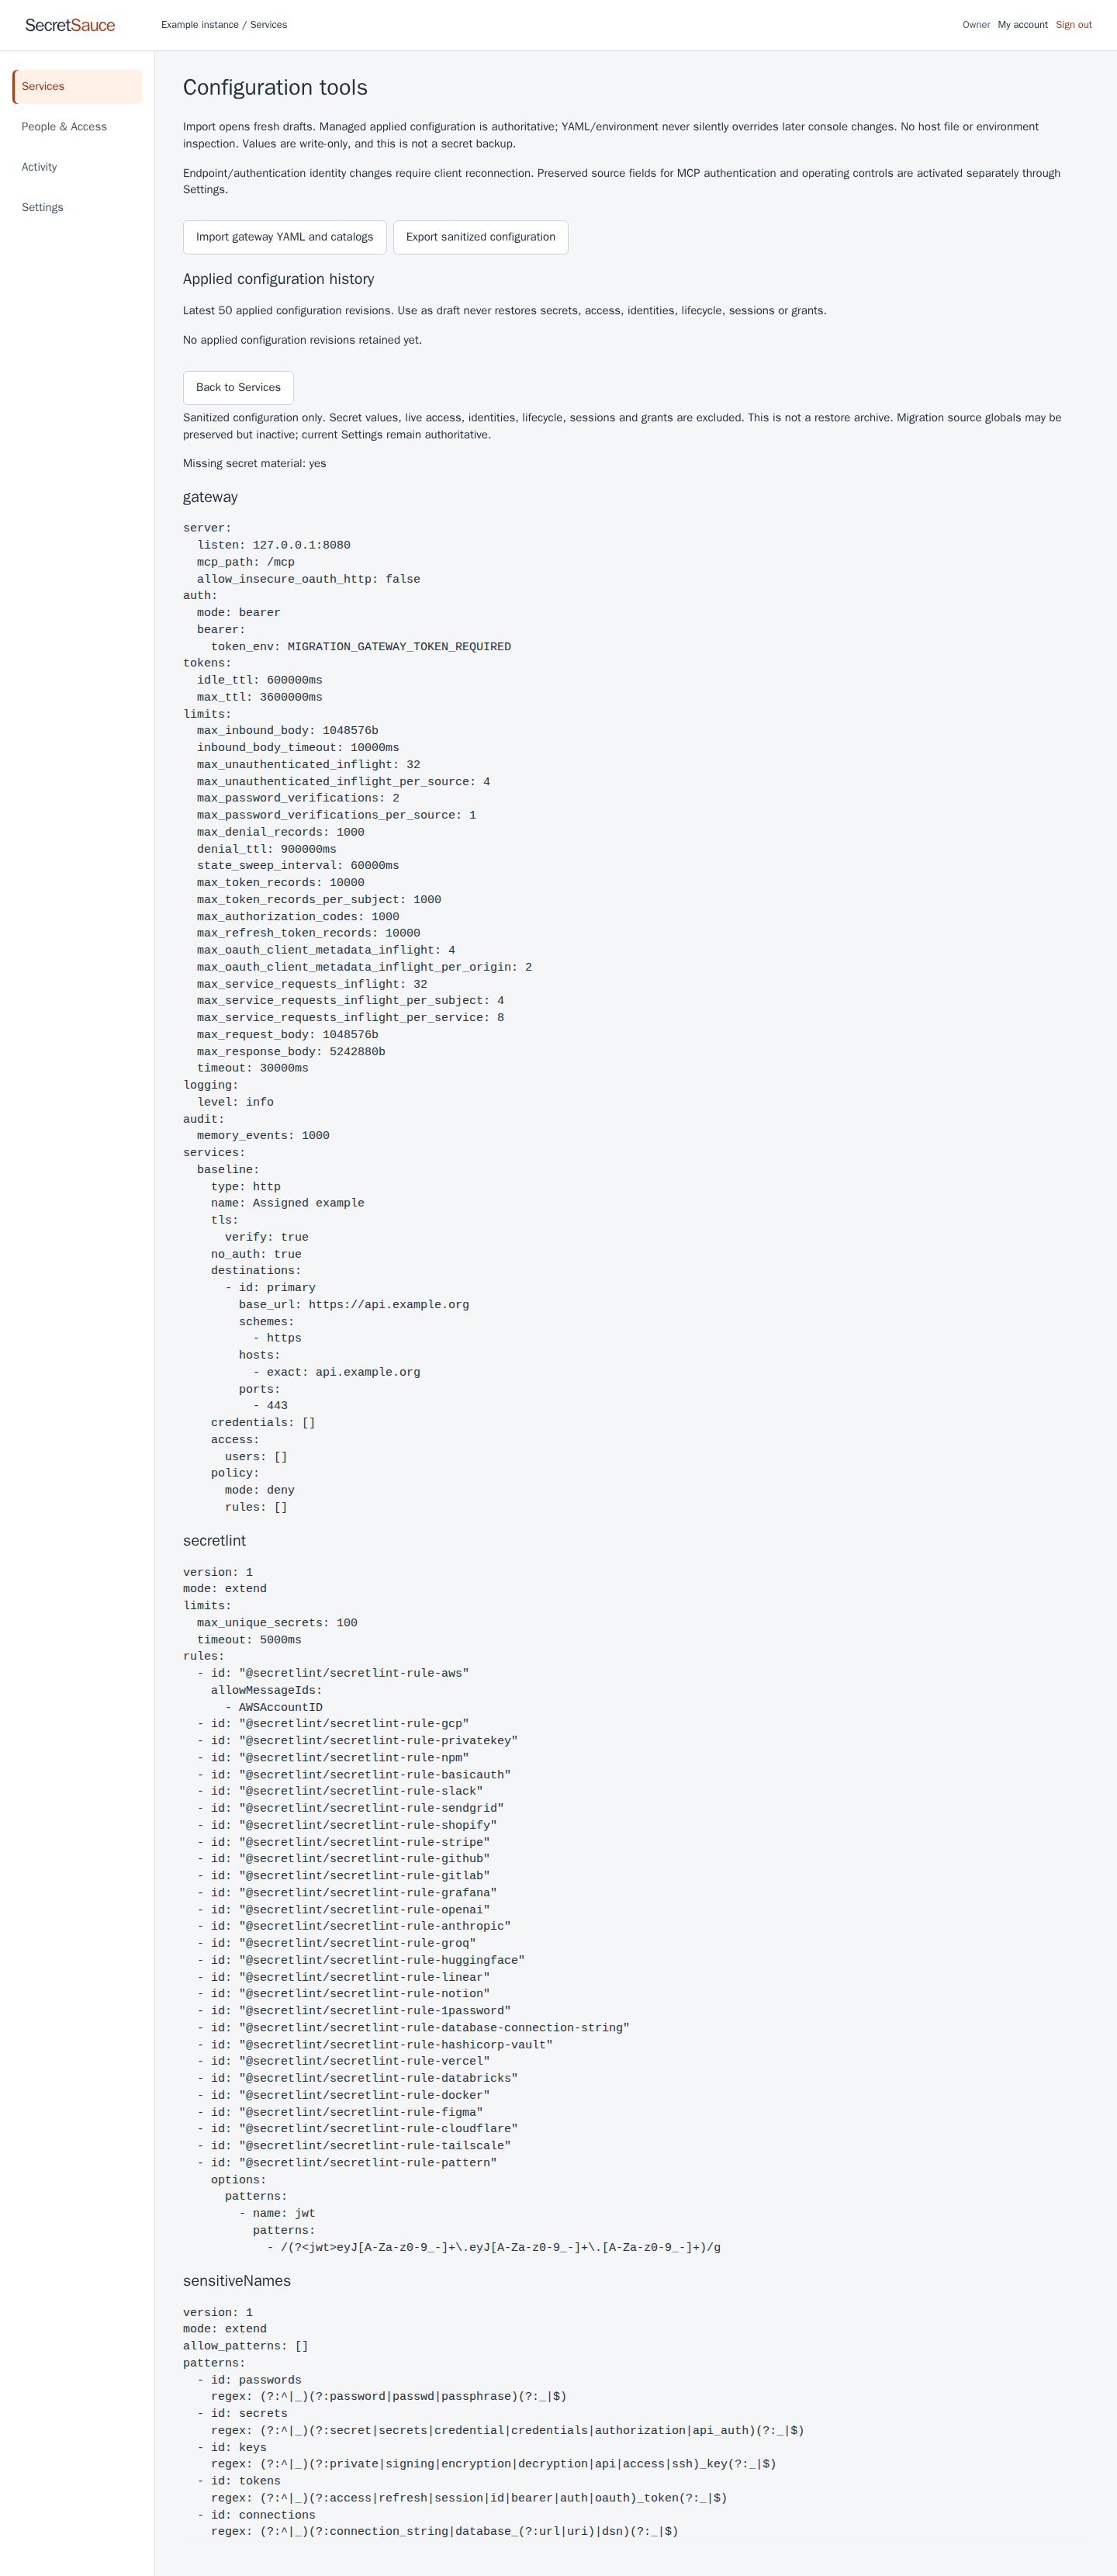 SecretSauce
Example instance / Services
Owner My account Sign out
Services
People & Access
Activity
Settings
Configuration tools
Import opens fresh drafts. Managed applied configuration is authoritative; YAML/environment never silently overrides later console changes. No host file or environment
inspection. Values are write-only, and this is not a secret backup.
Endpoint/authentication identity changes require client reconnection. Preserved source fields for MCP authentication and operating controls are activated separately through
Settings.
Import gateway YAML and catalogs
Export sanitized configuration
Applied configuration history
Latest 50 applied configuration revisions. Use as draft never restores secrets, access, identities, lifecycle, sessions or grants.
No applied configuration revisions retained yet.
Back to Services
Sanitized configuration only. Secret values, live access, identities, lifecycle, sessions and grants are excluded. This is not a restore archive. Migration source globals may be
preserved but inactive; current Settings remain authoritative.
Missing secret material: yes
gateway
server:
  listen: 127.0.0.1:8080
  mcp_path: /mcp
  allow_insecure_oauth_http: false
auth:
  mode: bearer
  bearer:
    token_env: MIGRATION_GATEWAY_TOKEN_REQUIRED
tokens:
  idle_ttl: 600000ms
  max_ttl: 3600000ms
limits:
  max_inbound_body: 1048576b
  inbound_body_timeout: 10000ms
  max_unauthenticated_inflight: 32
  max_unauthenticated_inflight_per_source: 4
  max_password_verifications: 2
  max_password_verifications_per_source: 1
  max_denial_records: 1000
  denial_ttl: 900000ms
  state_sweep_interval: 60000ms
  max_token_records: 10000
  max_token_records_per_subject: 1000
  max_authorization_codes: 1000
  max_refresh_token_records: 10000
  max_oauth_client_metadata_inflight: 4
  max_oauth_client_metadata_inflight_per_origin: 2
  max_service_requests_inflight: 32
  max_service_requests_inflight_per_subject: 4
  max_service_requests_inflight_per_service: 8
  max_request_body: 1048576b
  max_response_body: 5242880b
  timeout: 30000ms
logging:
  level: info
audit:
  memory_events: 1000
services:
  baseline:
    type: http
    name: Assigned example
    tls:
      verify: true
    no_auth: true
    destinations:
      - id: primary
        base_url: https://api.example.org
        schemes:
          - https
        hosts:
          - exact: api.example.org
        ports:
          - 443
    credentials: []
    access:
      users: []
    policy:
      mode: deny
      rules: []
secretlint
version: 1
mode: extend
limits:
  max_unique_secrets: 100
  timeout: 5000ms
rules:
  - id: "@secretlint/secretlint-rule-aws"
    allowMessageIds:
      - AWSAccountID
  - id: "@secretlint/secretlint-rule-gcp"
  - id: "@secretlint/secretlint-rule-privatekey"
  - id: "@secretlint/secretlint-rule-npm"
  - id: "@secretlint/secretlint-rule-basicauth"
  - id: "@secretlint/secretlint-rule-slack"
  - id: "@secretlint/secretlint-rule-sendgrid"
  - id: "@secretlint/secretlint-rule-shopify"
  - id: "@secretlint/secretlint-rule-stripe"
  - id: "@secretlint/secretlint-rule-github"
  - id: "@secretlint/secretlint-rule-gitlab"
  - id: "@secretlint/secretlint-rule-grafana"
  - id: "@secretlint/secretlint-rule-openai"
  - id: "@secretlint/secretlint-rule-anthropic"
  - id: "@secretlint/secretlint-rule-groq"
  - id: "@secretlint/secretlint-rule-huggingface"
  - id: "@secretlint/secretlint-rule-linear"
  - id: "@secretlint/secretlint-rule-notion"
  - id: "@secretlint/secretlint-rule-1password"
  - id: "@secretlint/secretlint-rule-database-connection-string"
  - id: "@secretlint/secretlint-rule-hashicorp-vault"
  - id: "@secretlint/secretlint-rule-vercel"
  - id: "@secretlint/secretlint-rule-databricks"
  - id: "@secretlint/secretlint-rule-docker"
  - id: "@secretlint/secretlint-rule-figma"
  - id: "@secretlint/secretlint-rule-cloudflare"
  - id: "@secretlint/secretlint-rule-tailscale"
  - id: "@secretlint/secretlint-rule-pattern"
    options:
      patterns:
        - name: jwt
          patterns:
            - /(?<jwt>eyJ[A-Za-z0-9_-]+\.eyJ[A-Za-z0-9_-]+\.[A-Za-z0-9_-]+)/g
sensitiveNames
version: 1
mode: extend
allow_patterns: []
patterns:
  - id: passwords
    regex: (?:^|_)(?:password|passwd|passphrase)(?:_|$)
  - id: secrets
    regex: (?:^|_)(?:secret|secrets|credential|credentials|authorization|api_auth)(?:_|$)
  - id: keys
    regex: (?:^|_)(?:private|signing|encryption|decryption|api|access|ssh)_key(?:_|$)
  - id: tokens
    regex: (?:^|_)(?:access|refresh|session|id|bearer|auth|oauth)_token(?:_|$)
  - id: connections
    regex: (?:^|_)(?:connection_string|database_(?:url|uri)|dsn)(?:_|$)